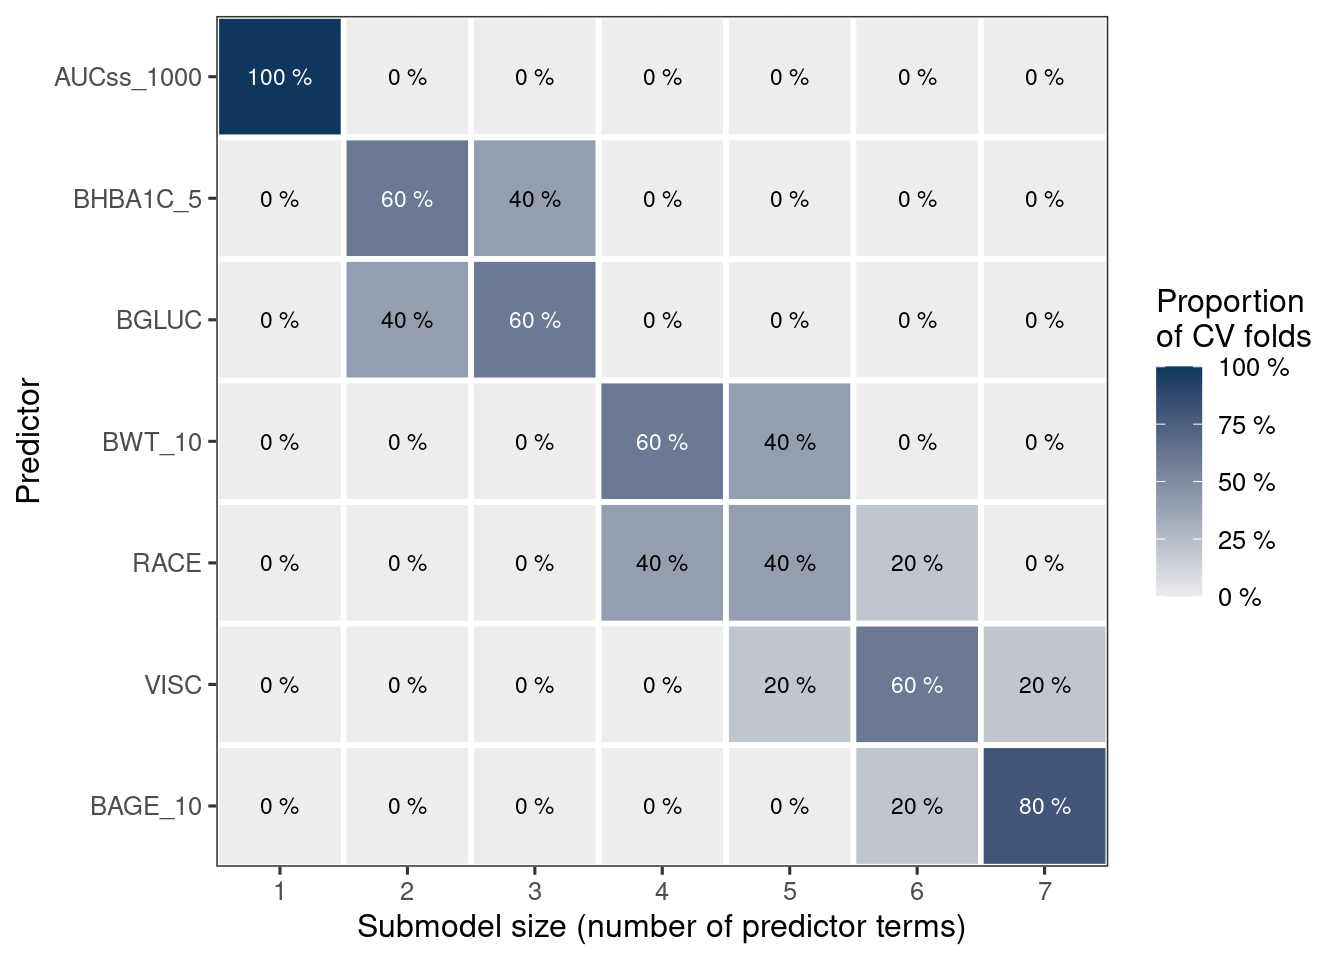 AUCss_1000 100 % 0 % 0 % 0 % 0 % 0 % 0 %
BHBA1C_5 0 % 60 % 40 % 0 % 0 % 0 % 0 %
BGLUC 0 % 40 % 60 % 0 % 0 % 0 % 0 %
BWT_10 0 % 0 % 0 % 60 % 40 % 0 % 0 %
RACE 0 % 0 % 0 % 40 % 40 % 20 % 0 %
VISC 0 % 0 % 0 % 0 % 20 % 60 % 20 %
BAGE_10 0 % 0 % 0 % 0 % 0 % 20 % 80 %
1 2 3 4 5 6 7
Submodel size (number of predictor terms)
Predictor
Proportion
of CV folds
100 %
75 %
50 %
25 %
0 %